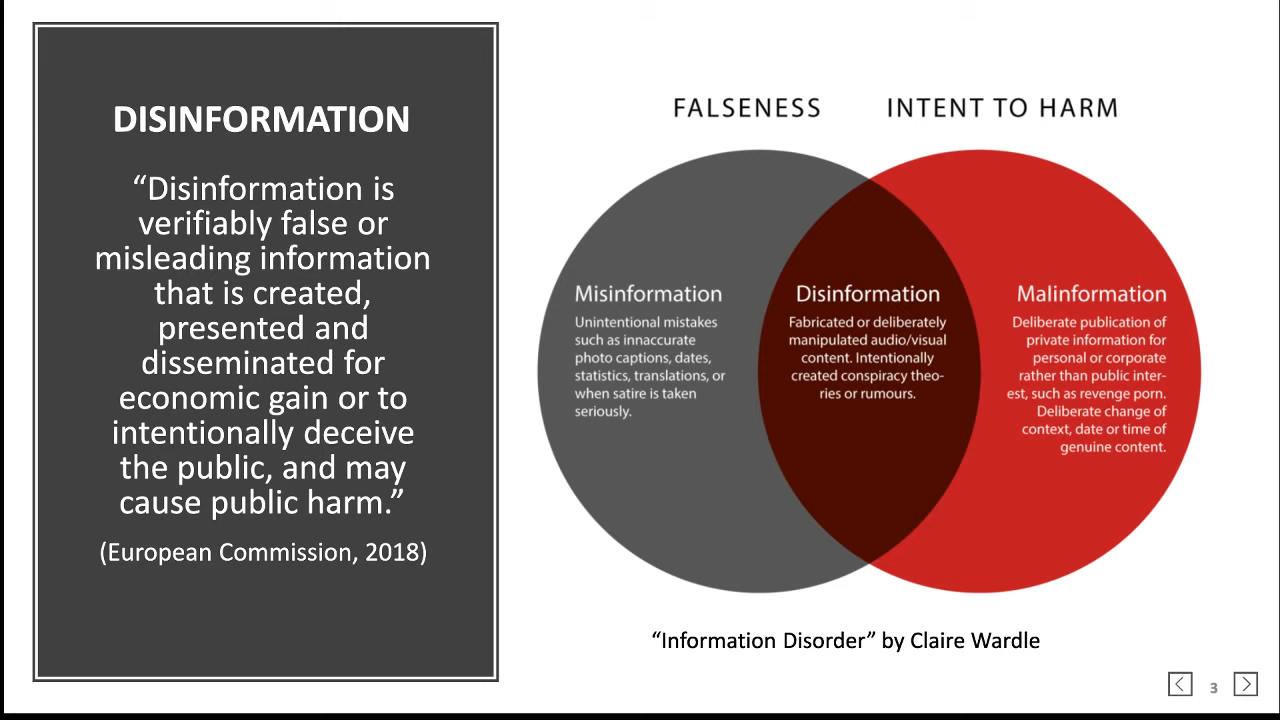 DISINFORMATION
“Disinformation is
verifiably false or
misleading information
that is created,
presented and
disseminated for
economic gain or to
intentionally deceive
the public, and may
cause public harm.”
(European Commission, 2018)
FALSENESS
INTENT TO HARM
Misinformation
Unintentional mistakes
such as innaccurate
photo captions, dates,
statistics, translations, or
when satire is taken
seriously.
Disinformation
Fabricated or deliberately
manipulated audio/visual
content. Intentionally
created conspiracy theo-
ries or rumours.
Malinformation
Deliberate publication of
private information for
personal or corporate
rather than public inter-
est, such as revenge porn.
Deliberate change of
context, date or time of
genuine content.
“Information Disorder” by Claire Wardle
3